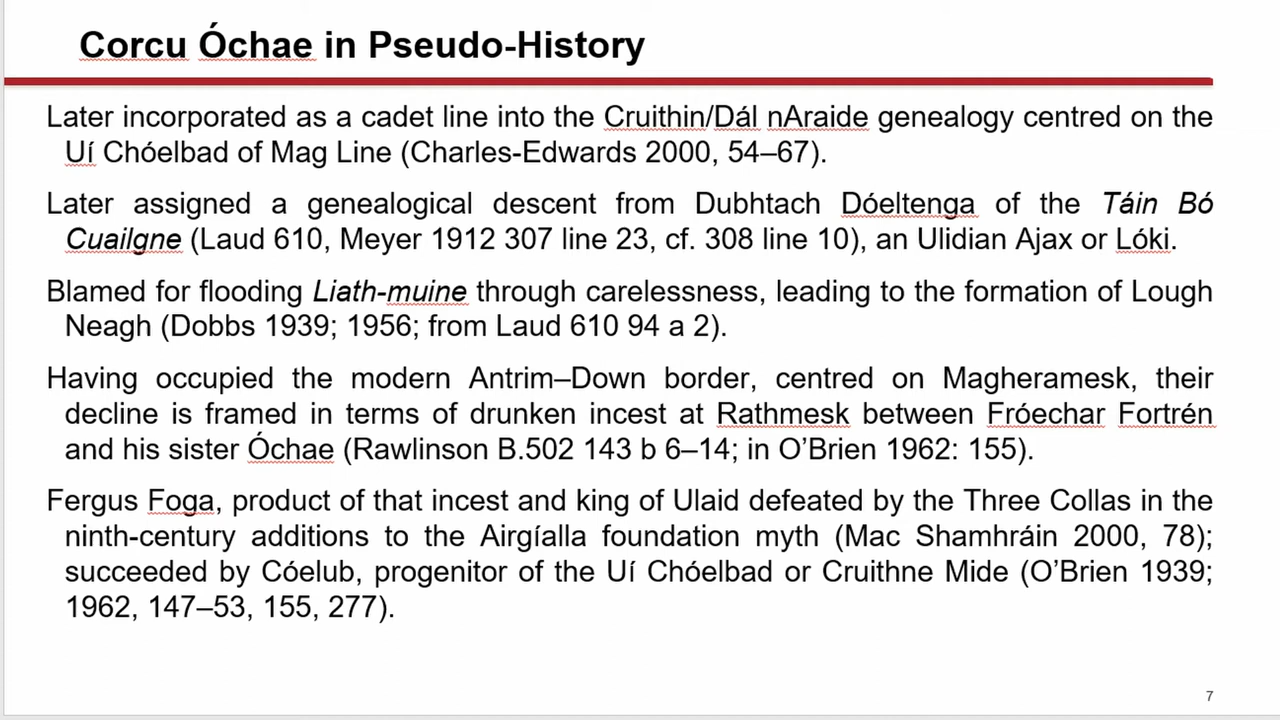 Corcu Óchae in Pseudo-History
Later incorporated as a cadet line into the Cruithin/Dál nAraide genealogy centred on the
Uí Chóelbad of Mag Line (Charles-Edwards 2000, 54–67).
Later assigned a genealogical descent from Dubhtach Dóeltenga of the Táin Bó
Cuailgne (Laud 610, Meyer 1912 307 line 23, cf. 308 line 10), an Ulidian Ajax or Lóki.
Blamed for flooding Liath-muine through carelessness, leading to the formation of Lough
Neagh (Dobbs 1939; 1956; from Laud 610 94 a 2).
Having occupied the modern Antrim–Down border, centred on Magheramesk, their
decline is framed in terms of drunken incest at Rathmesk between Fróechar Fortrén
and his sister Óchae (Rawlinson B.502 143 b 6–14; in O’Brien 1962: 155).
Fergus Foga, product of that incest and king of Ulaid defeated by the Three Collas in the
ninth-century additions to the Airgíalla foundation myth (Mac Shamhráin 2000, 78);
succeeded by Cóelub, progenitor of the Uí Chóelbad or Cruithne Mide (O’Brien 1939;
1962, 147–53, 155, 277).
7